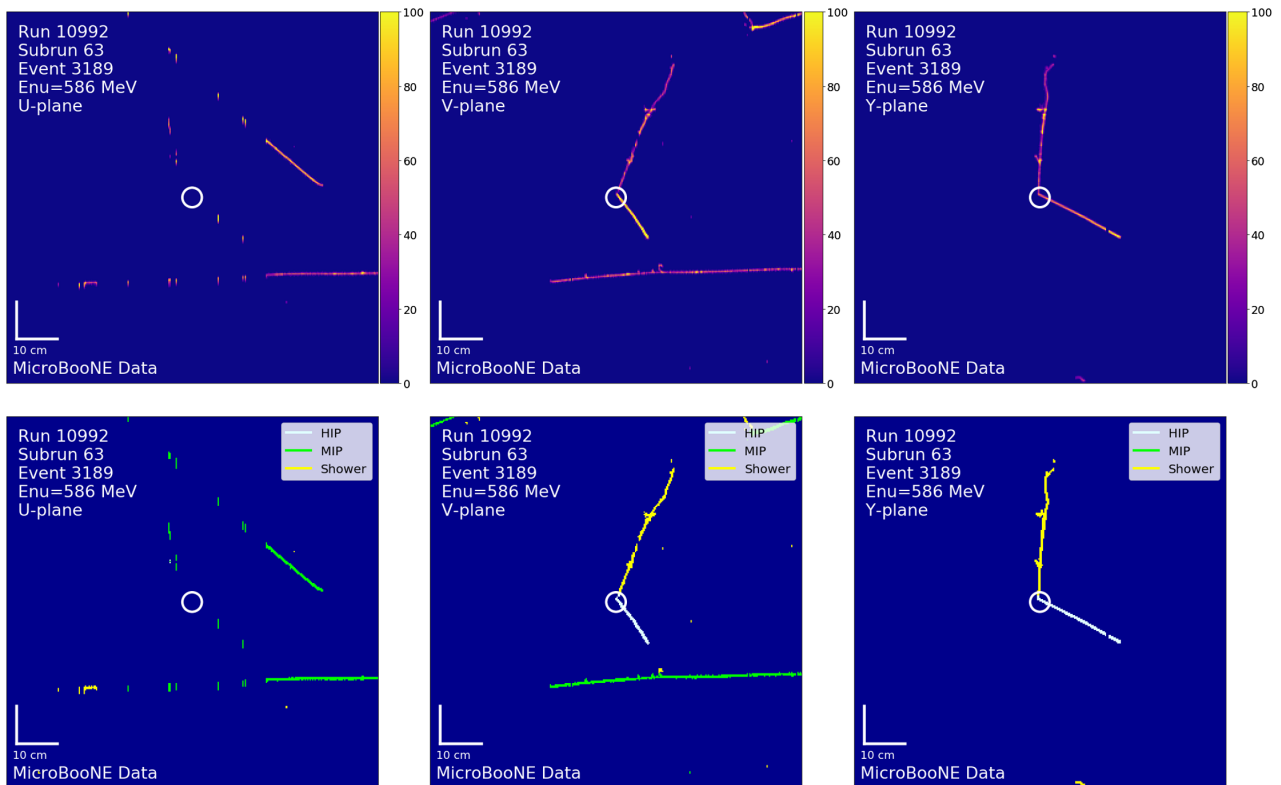 Run 10992
Subrun 63
Event 3189
Enu=586 MeV
U-plane
10 cm
MicroBooNE Data
100
80
60
40
20
0
Run 10992
Subrun 63
Event 3189
Enu=586 MeV
V-plane
10 cm
MicroBooNE Data
100
80
60
40
20
0
Run 10992
Subrun 63
Event 3189
Enu=586 MeV
Y-plane
10 cm
MicroBooNE Data
100
80
60
40
20
0
Run 10992
Subrun 63
Event 3189
Enu=586 MeV
U-plane
HIP
MIP
Shower
10 cm
MicroBooNE Data
Run 10992
Subrun 63
Event 3189
Enu=586 MeV
V-plane
HIP
MIP
Shower
10 cm
MicroBooNE Data
Run 10992
Subrun 63
Event 3189
Enu=586 MeV
Y-plane
HIP
MIP
Shower
10 cm
MicroBooNE Data